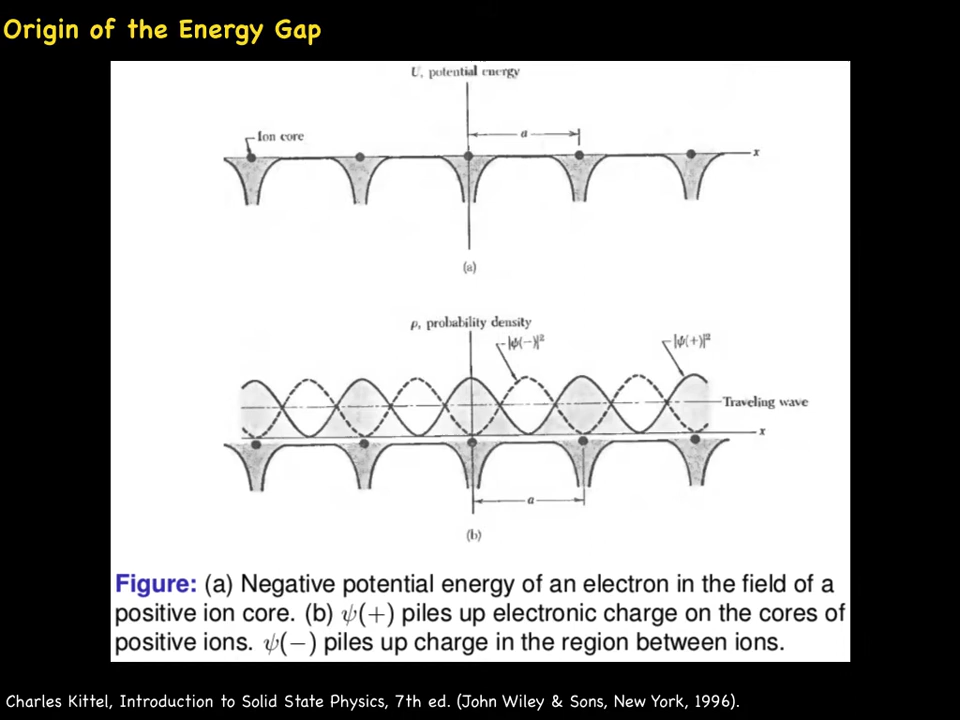 Origin of the Energy Gap
U, potential energy
a
Ion core
x
(a)
ρ, probability density
|ψ(−)|²
|ψ(+)|²
Traveling wave
x
a
(b)
Figure: (a) Negative potential energy of an electron in the field of a
positive ion core. (b) ψ(+) piles up electronic charge on the cores of
positive ions. ψ(−) piles up charge in the region between ions.
Charles Kittel, Introduction to Solid State Physics, 7th ed. (John Wiley & Sons, New York, 1996).